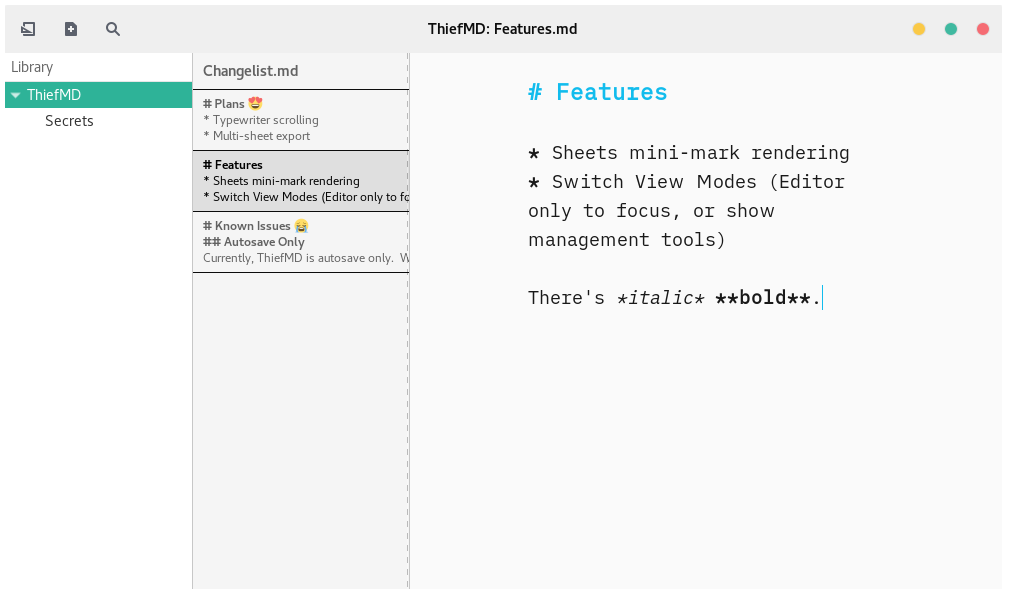 ThiefMD: Features.md
Library
ThiefMD
Secrets
Changelist.md
# Plans 😍
* Typewriter scrolling
* Multi-sheet export
# Features
* Sheets mini-mark rendering
* Switch View Modes (Editor only to fo
# Known Issues 😭
## Autosave Only
Currently, ThiefMD is autosave only. W
# Features
* Sheets mini-mark rendering
* Switch View Modes (Editor
only to focus, or show
management tools)
There's *italic* **bold**.